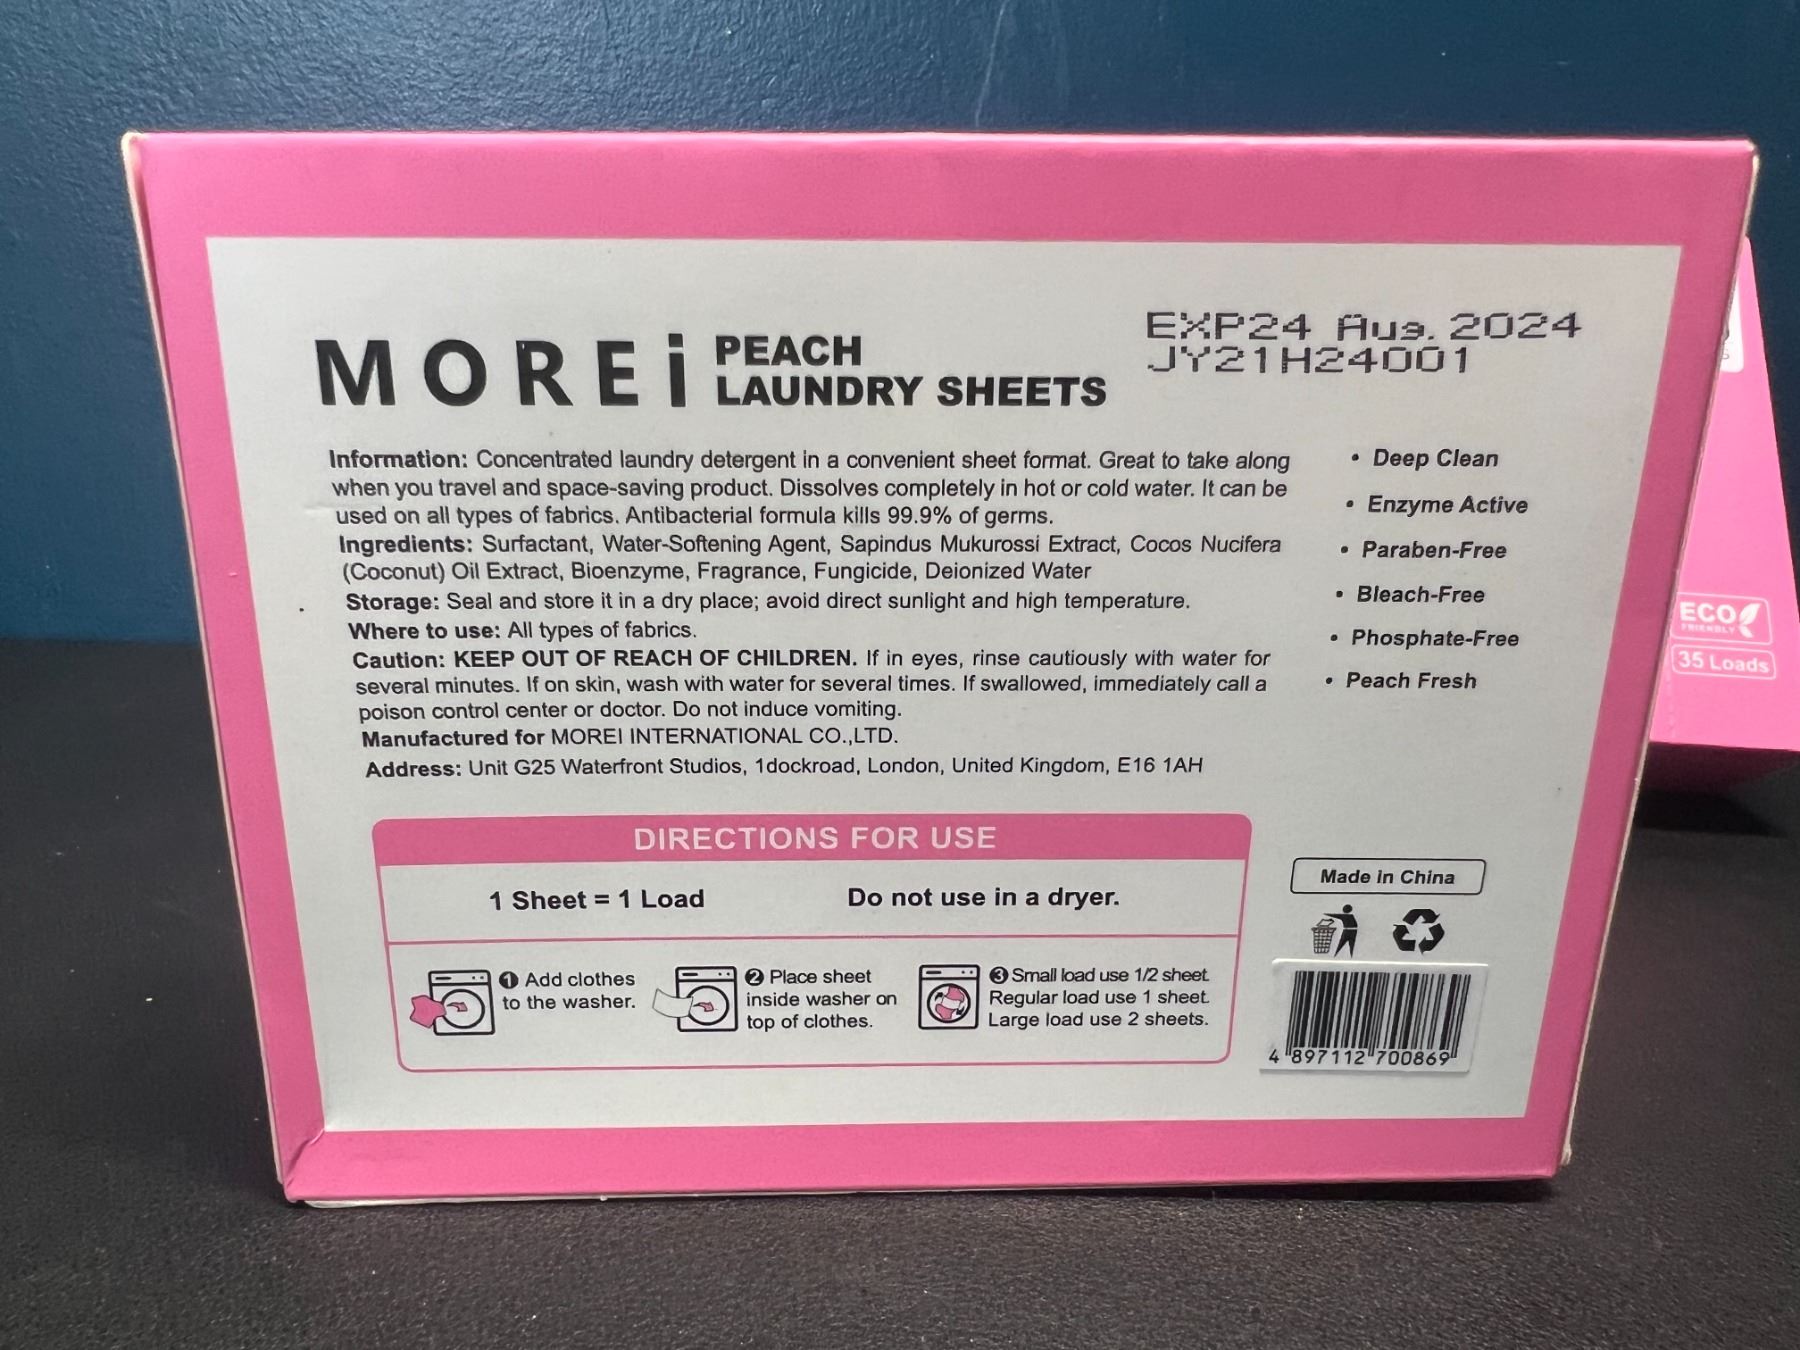 MOREi PEACH
LAUNDRY SHEETS
EXP24 Aug. 2024
JY21H24001
Information: Concentrated laundry detergent in a convenient sheet format. Great to take along
when you travel and space-saving product. Dissolves completely in hot or cold water. It can be
used on all types of fabrics. Antibacterial formula kills 99.9% of germs.
Ingredients: Surfactant, Water-Softening Agent, Sapindus Mukurossi Extract, Cocos Nucifera
(Coconut) Oil Extract, Bioenzyme, Fragrance, Fungicide, Deionized Water
Storage: Seal and store it in a dry place; avoid direct sunlight and high temperature.
Where to use: All types of fabrics.
Caution: KEEP OUT OF REACH OF CHILDREN. If in eyes, rinse cautiously with water for
several minutes. If on skin, wash with water for several times. If swallowed, immediately call a
poison control center or doctor. Do not induce vomiting.
Manufactured for MOREI INTERNATIONAL CO.,LTD.
Address: Unit G25 Waterfront Studios, 1dockroad, London, United Kingdom, E16 1AH
• Deep Clean
• Enzyme Active
• Paraben-Free
• Bleach-Free
• Phosphate-Free
• Peach Fresh
DIRECTIONS FOR USE
1 Sheet = 1 Load
Do not use in a dryer.
1 Add clothes
to the washer.
2 Place sheet
inside washer on
top of clothes.
3 Small load use 1/2 sheet.
Regular load use 1 sheet.
Large load use 2 sheets.
Made in China
4 897112 700869
ECO
FRIENDLY
35 Loads